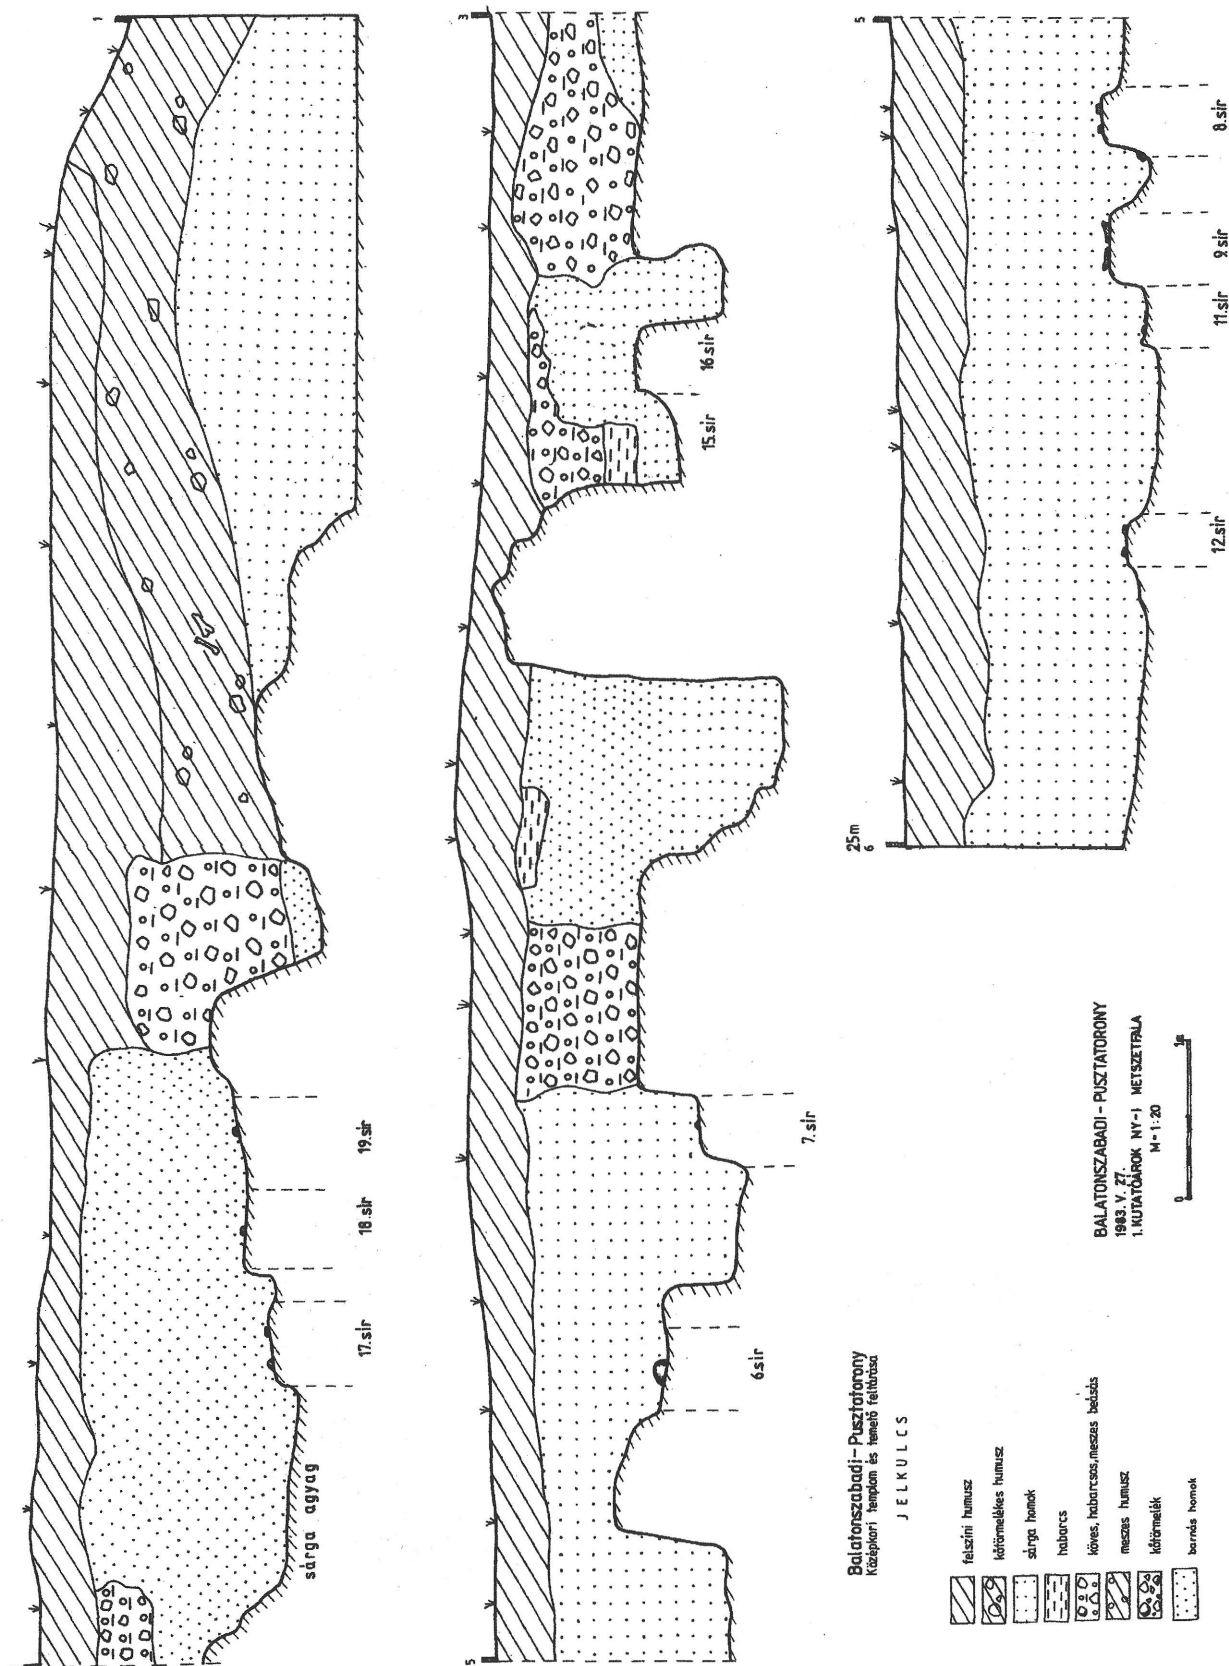 1
19.sír
18.sír
17.sír
sárga agyag
3
16.sír
15.sír
7.sír
6.sír
5
5
8.sír
9.sír
11.sír
12.sír
25m
6
BALATONSZABADI - PUSZTATORONY
1983. V. 27.
1. KUTATÓÁROK NY-I METSZETFALA
M=1:20
0
Balatonszabadi - Pusztatorony
Középkori templom és temető feltárása
JELKULCS
felszíni humusz
kőtörmelékes humusz
sárga homok
habarcs
köves, habarcsos, meszes beásás
meszes humusz
kőtörmelék
barnás homok